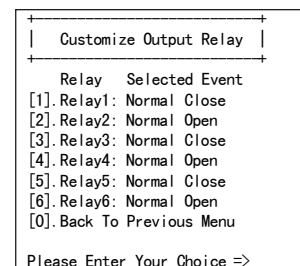 +----------------------------+
| Customize Output Relay |
+----------------------------+
Relay Selected Event
[1].Relay1: Normal Close
[2].Relay2: Normal Open
[3].Relay3: Normal Close
[4].Relay4: Normal Open
[5].Relay5: Normal Close
[6].Relay6: Normal Open
[0].Back To Previous Menu
Please Enter Your Choice =>